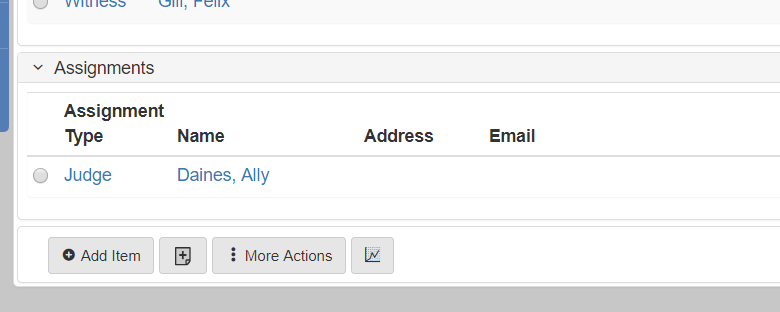 Witness Gill, Felix
Assignments
Assignment
Type Name Address Email
Judge Daines, Ally
Add Item More Actions